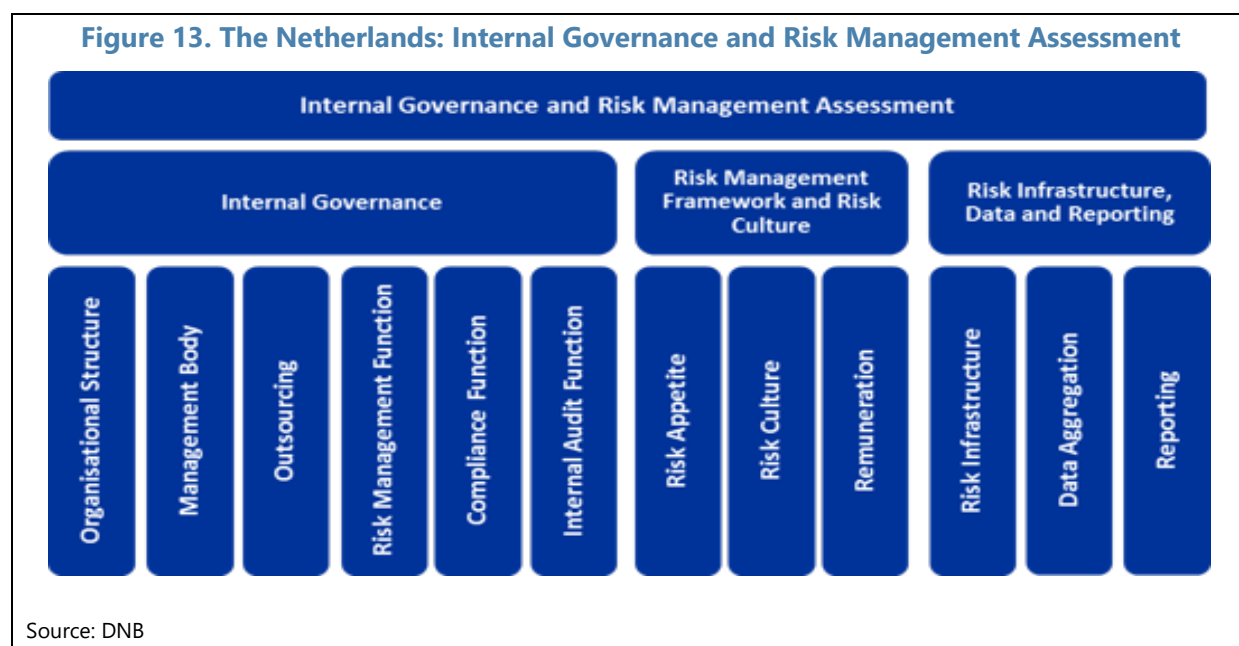 Figure 13. The Netherlands: Internal Governance and Risk Management Assessment
Internal Governance and Risk Management Assessment
Internal Governance
Risk Management
Framework and Risk
Culture
Risk Infrastructure,
Data and Reporting
Organisational Structure
Management Body
Outsourcing
Risk Management Function
Compliance Function
Internal Audit Function
Risk Appetite
Risk Culture
Remuneration
Risk Infrastructure
Data Aggregation
Reporting
Source: DNB